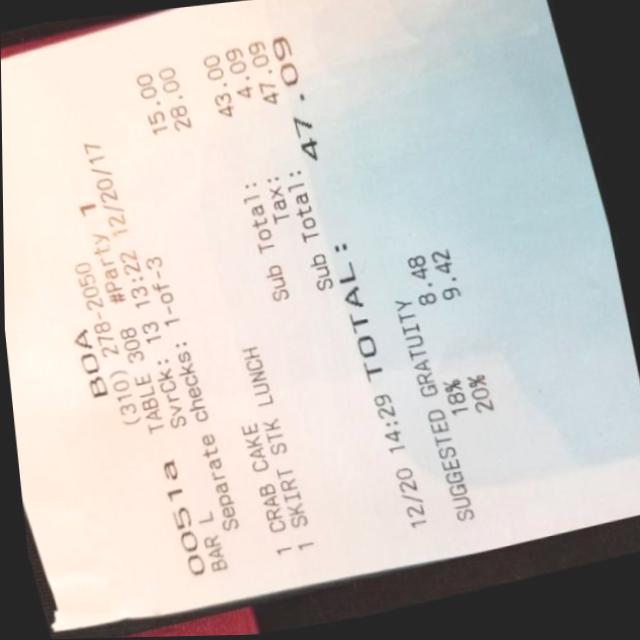 BOA
(310) 278-2050
#Party 1
TABLE 308
SvrCK: 13 13:22 12/20/17
Separate checks: 1-of-3
0051a
BAR L
1 CRAB CAKE 15.00
1 SKIRT STK LUNCH 28.00
Sub Total: 43.00
Tax: 4.09
Sub Total: 47.09
12/20 14:29 TOTAL: 47.09
SUGGESTED GRATUITY
18% 8.48
20% 9.42